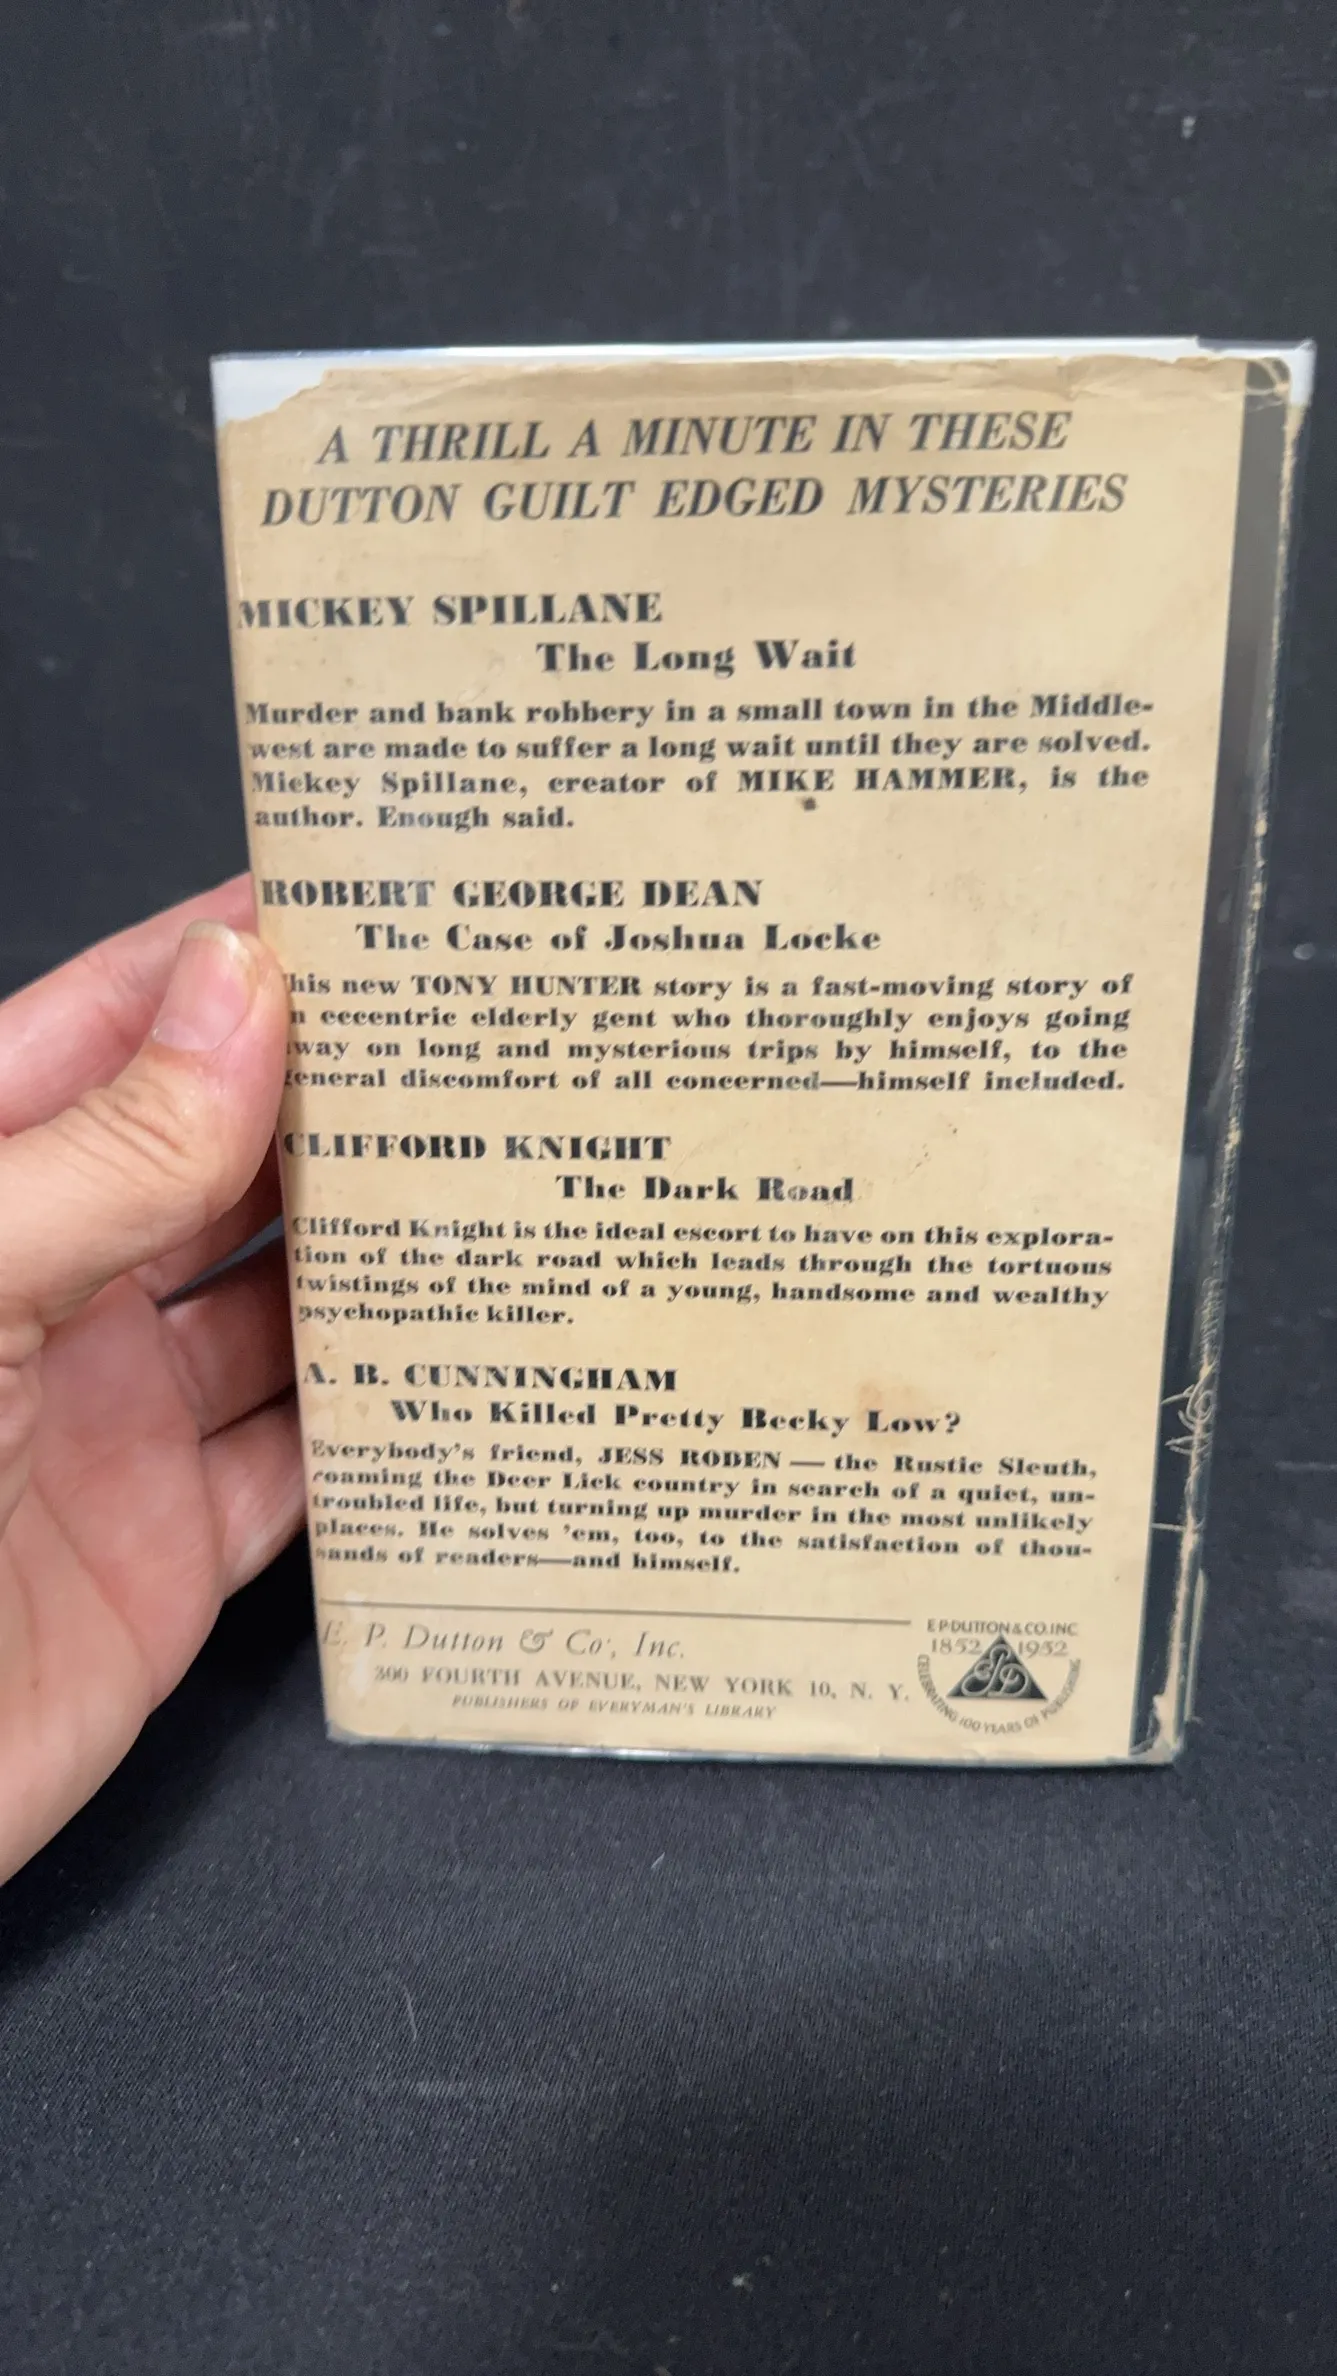 A THRILL A MINUTE IN THESE
DUTTON GUILT EDGED MYSTERIES
MICKEY SPILLANE
The Long Wait
Murder and bank robbery in a small town in the Middle-
west are made to suffer a long wait until they are solved.
Mickey Spillane, creator of MIKE HAMMER, is the
author. Enough said.
ROBERT GEORGE DEAN
The Case of Joshua Locke
his new TONY HUNTER story is a fast-moving story of
n eccentric elderly gent who thoroughly enjoys going
way on long and mysterious trips by himself, to the
general discomfort of all concerned—himself included.
CLIFFORD KNIGHT
The Dark Road
Clifford Knight is the ideal escort to have on this explora-
tion of the dark road which leads through the tortuous
twistings of the mind of a young, handsome and wealthy
psychopathic killer.
A. B. CUNNINGHAM
Who Killed Pretty Becky Low?
Everybody's friend, JESS RODEN — the Rustic Sleuth,
roaming the Deer Lick country in search of a quiet, un-
troubled life, but turning up murder in the most unlikely
places. He solves 'em, too, to the satisfaction of thou-
sands of readers—and himself.
E. P. Dutton & Co., Inc.
300 FOURTH AVENUE, NEW YORK 10, N. Y.
PUBLISHERS OF EVERYMAN'S LIBRARY
E.P.DUTTON & CO. INC
1852 1952
CELEBRATING 100 YEARS OF PUBLISHING